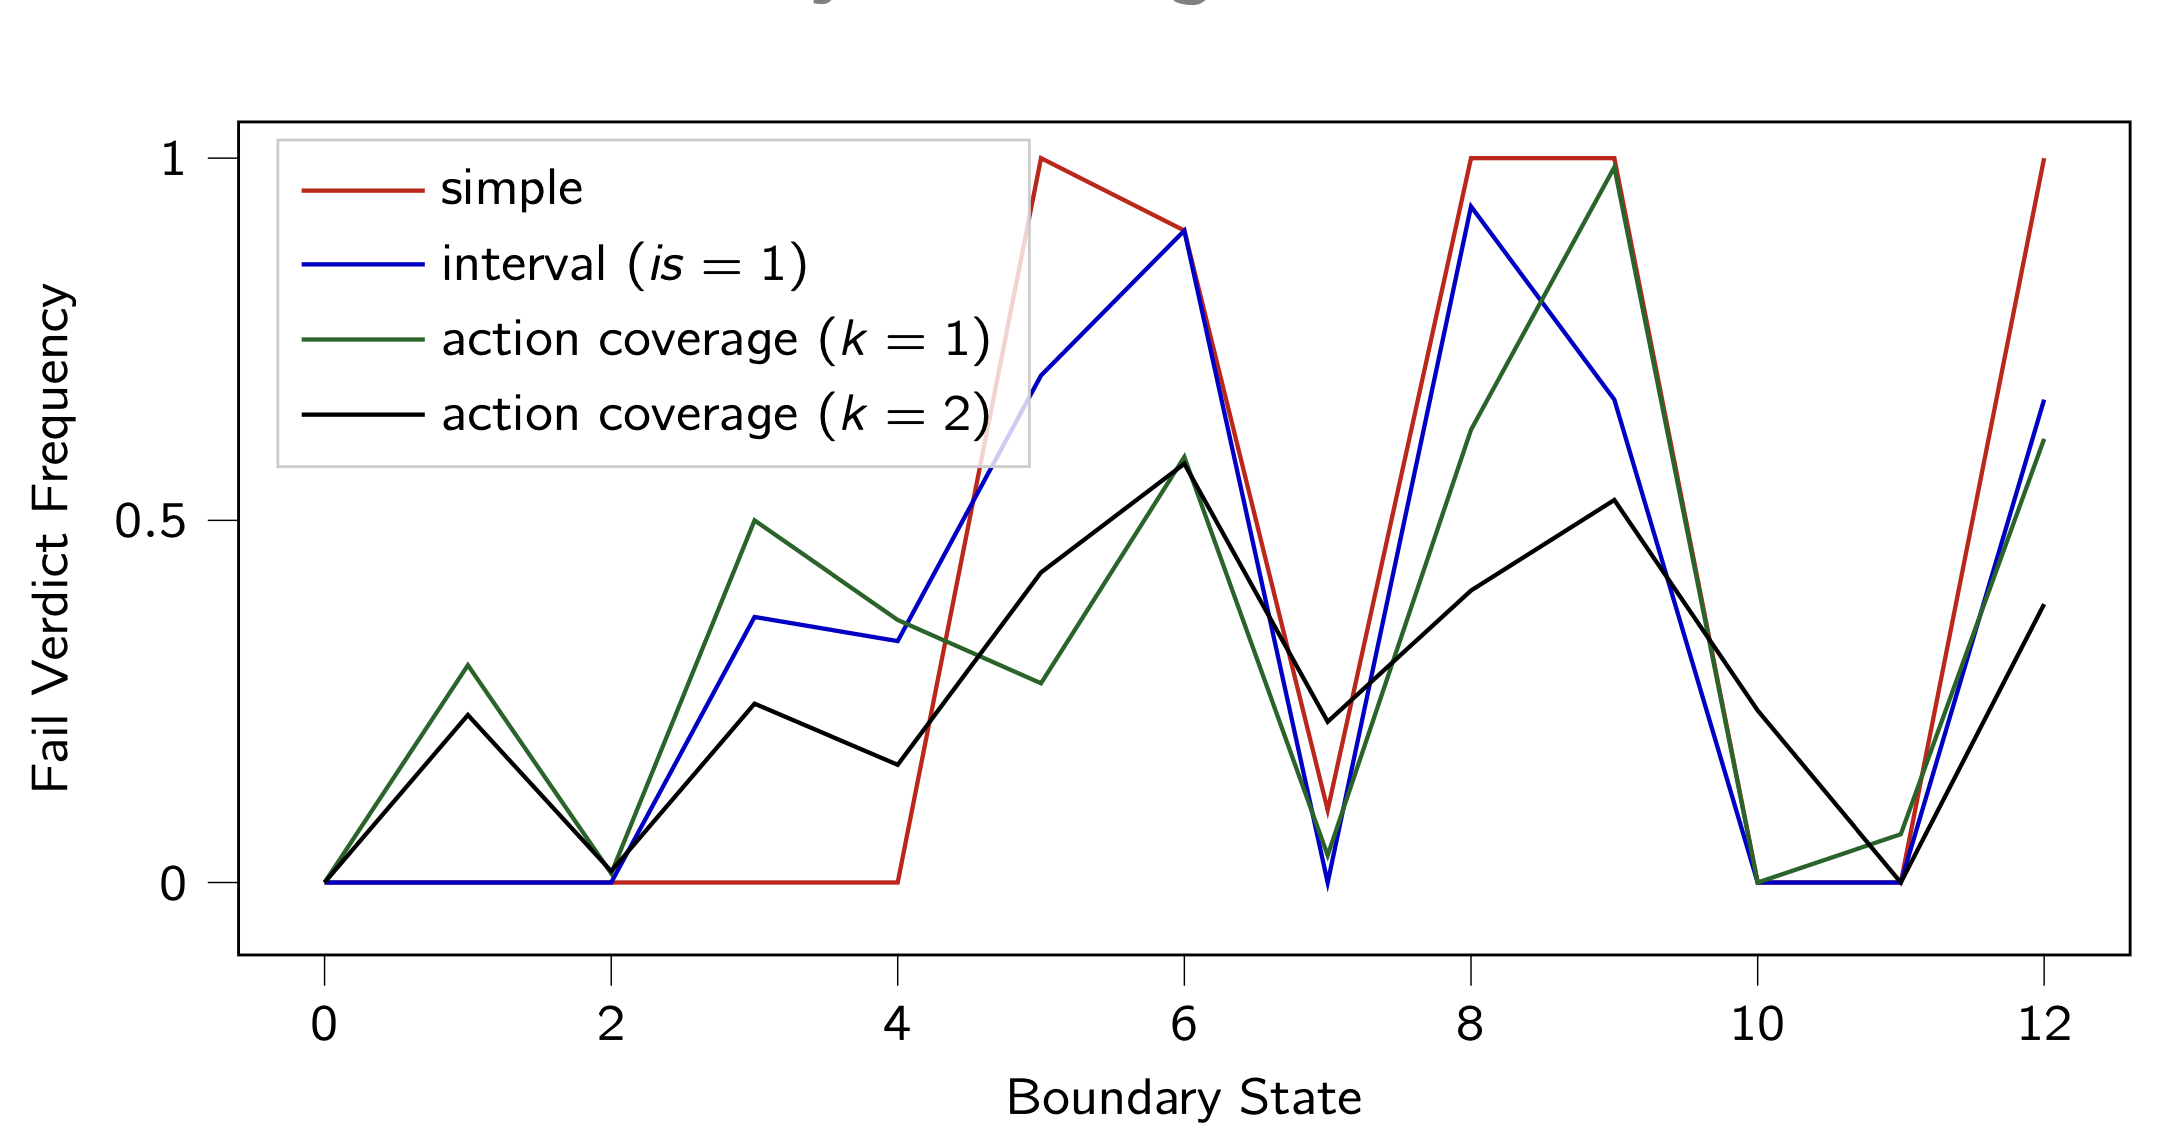 1
0.5
0
Fail Verdict Frequency
simple
interval (is = 1)
action coverage (k = 1)
action coverage (k = 2)
0 2 4 6 8 10 12
Boundary State